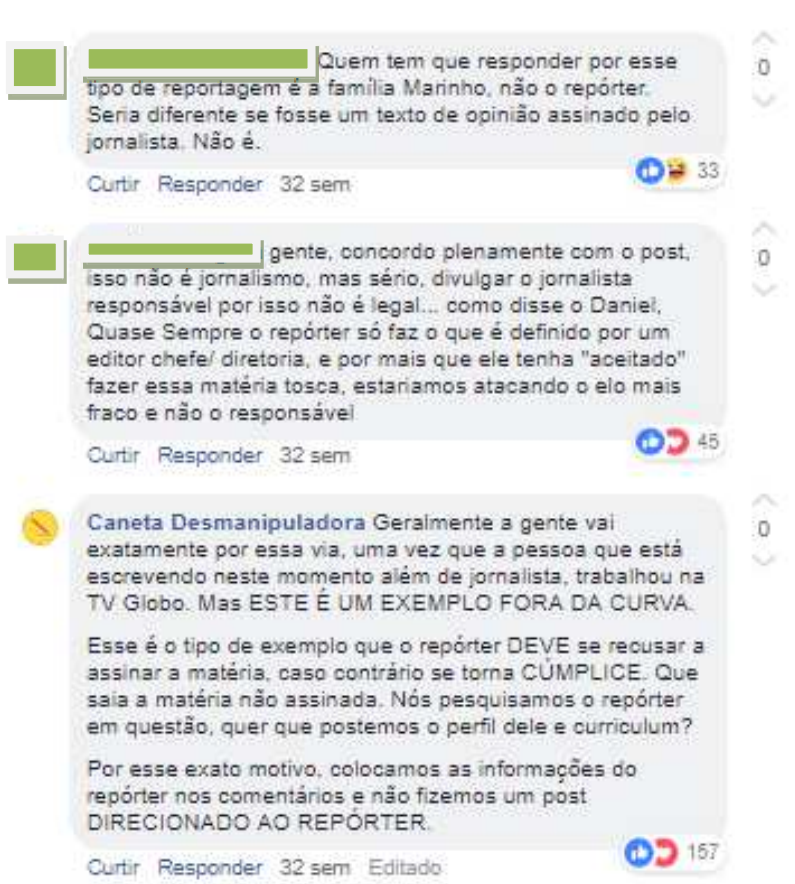 Quem tem que responder por esse
tipo de reportagem é a família Marinho, não o repórter.
Seria diferente se fosse um texto de opinião assinado pelo
jornalista. Não é.
0
33
Curtir Responder 32 sem
gente, concordo plenamente com o post,
isso não é jornalismo, mas sério, divulgar o jornalista
responsável por isso não é legal... como disse o Daniel,
Quase Sempre o repórter só faz o que é definido por um
editor chefe/ diretoria, e por mais que ele tenha "aceitado"
fazer essa matéria tosca, estariamos atacando o elo mais
fraco e não o responsável
0
45
Curtir Responder 32 sem
Caneta Desmanipuladora Geralmente a gente vai
exatamente por essa via, uma vez que a pessoa que está
escrevendo neste momento além de jornalista, trabalhou na
TV Globo. Mas ESTE É UM EXEMPLO FORA DA CURVA.
0
Esse é o tipo de exemplo que o repórter DEVE se recusar a
assinar a matéria, caso contrário se torna CÚMPLICE. Que
saia a matéria não assinada. Nós pesquisamos o repórter
em questão, quer que postemos o perfil dele e curriculum?
Por esse exato motivo, colocamos as informações do
repórter nos comentários e não fizemos um post
DIRECIONADO AO REPÓRTER.
157
Curtir Responder 32 sem Editado